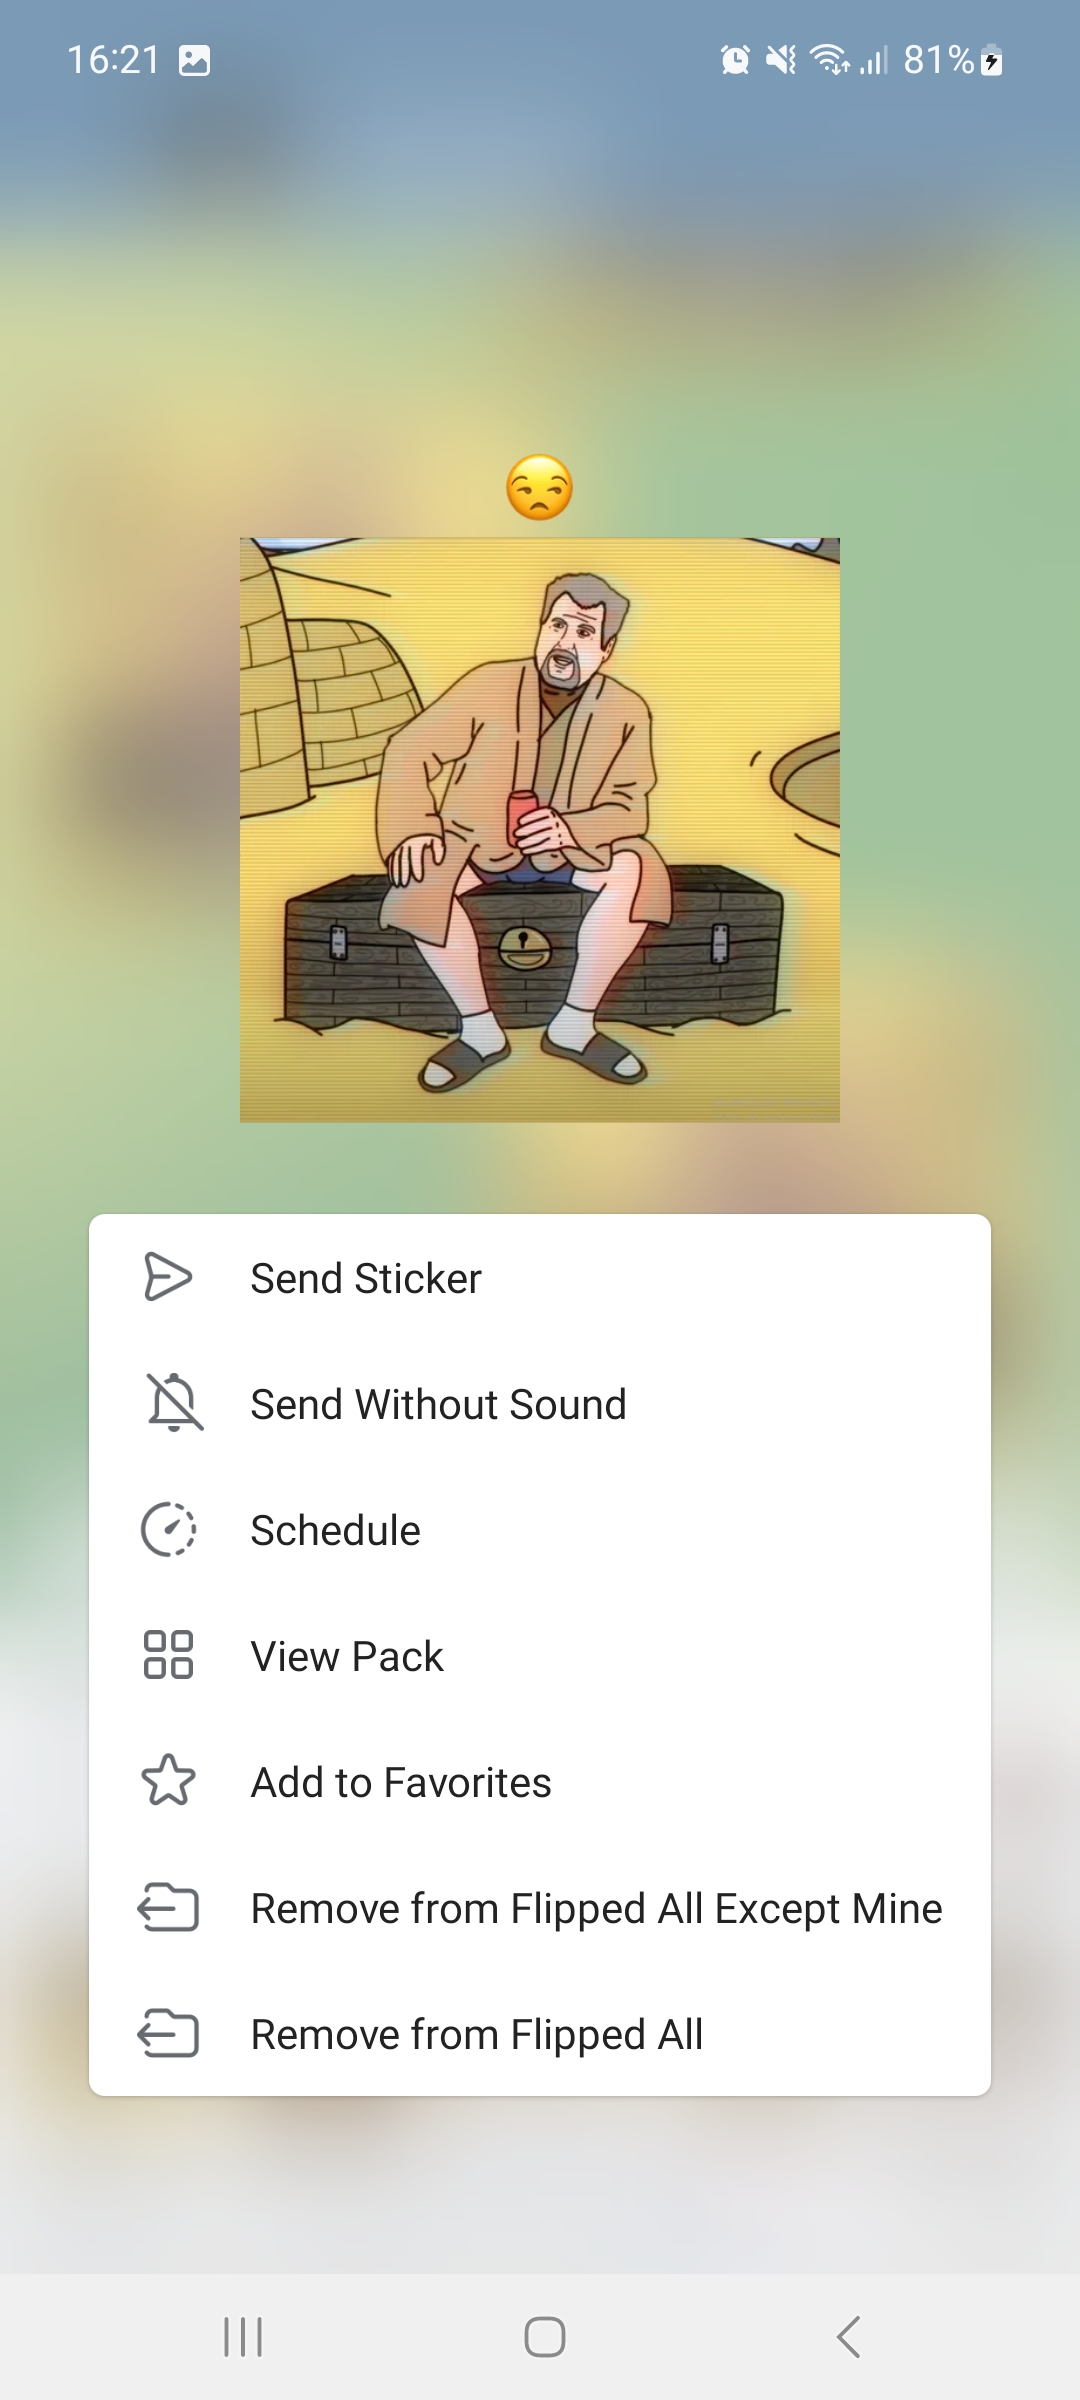 16:21
81%
Send Sticker
Send Without Sound
Schedule
View Pack
Add to Favorites
Remove from Flipped All Except Mine
Remove from Flipped All